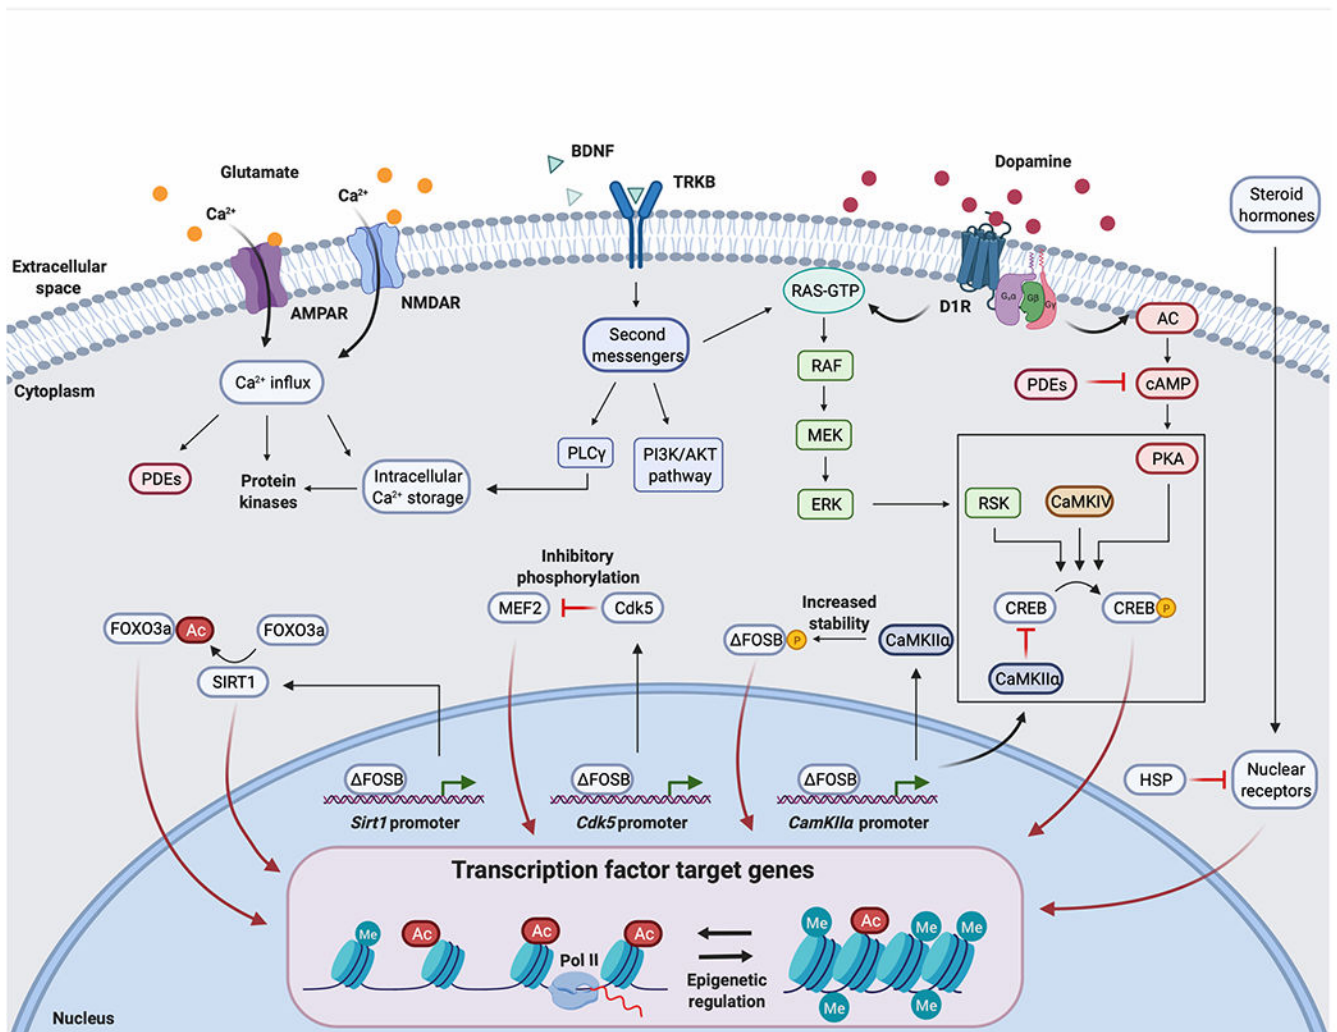 BDNF
Glutamate
Ca²⁺
TRKB
Dopamine
Steroid
hormones
Ca²⁺
Extracellular
space
AMPAR
NMDAR
RAS-GTP
D1R
Gₛα
Gβ
Gγ
AC
Cytoplasm
Ca²⁺ influx
Second
messengers
RAF
PDEs
cAMP
MEK
PKA
PDEs
Protein
kinases
Intracellular
Ca²⁺ storage
PLCγ
PI3K/AKT
pathway
ERK
RSK
CaMKIV
Inhibitory
phosphorylation
MEF2
Cdk5
Increased
stability
ΔFOSB
P
CaMKIIα
CREB
CREB
P
CaMKIIα
FOXO3a
Ac
FOXO3a
SIRT1
ΔFOSB
Sirt1 promoter
ΔFOSB
Cdk5 promoter
ΔFOSB
CamKIIα promoter
HSP
Nuclear
receptors
Transcription factor target genes
Me
Ac
Ac
Pol II
Ac
Epigenetic
regulation
Me
Ac
Me
Me
Me
Me
Nucleus